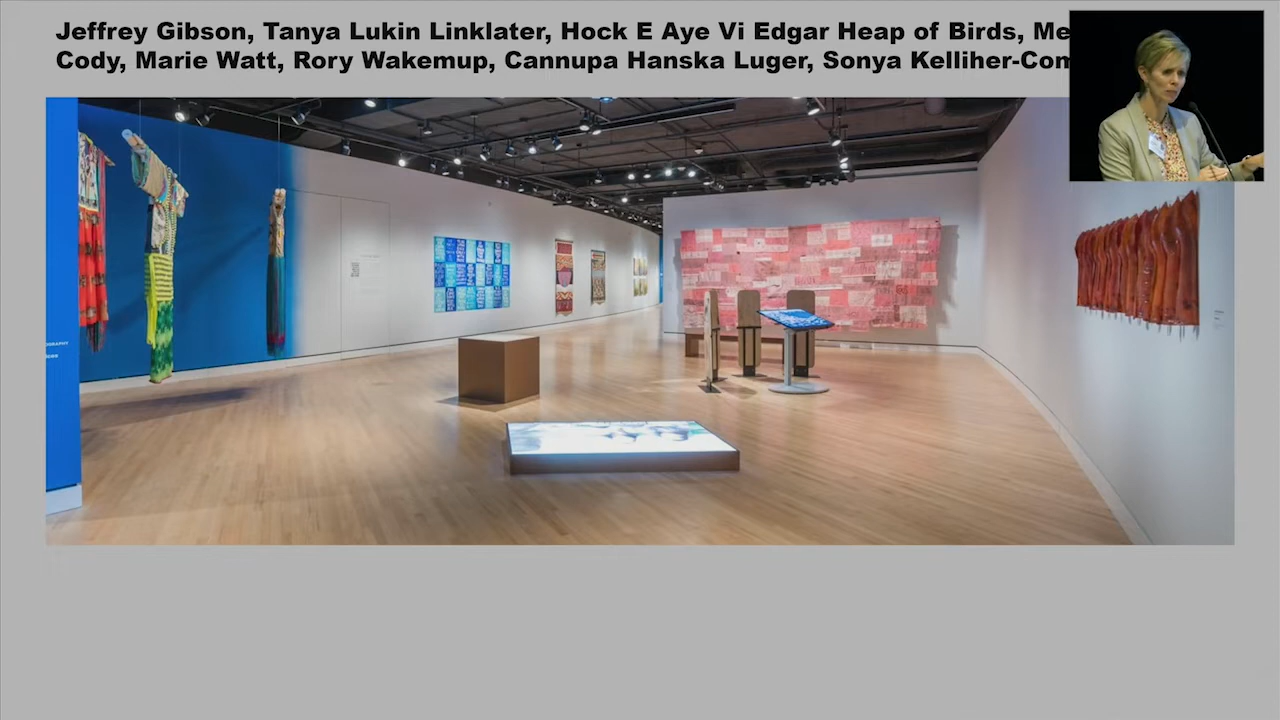 Jeffrey Gibson, Tanya Lukin Linklater, Hock E Aye Vi Edgar Heap of Birds, Me
Cody, Marie Watt, Rory Wakemup, Cannupa Hanska Luger, Sonya Kelliher-Com